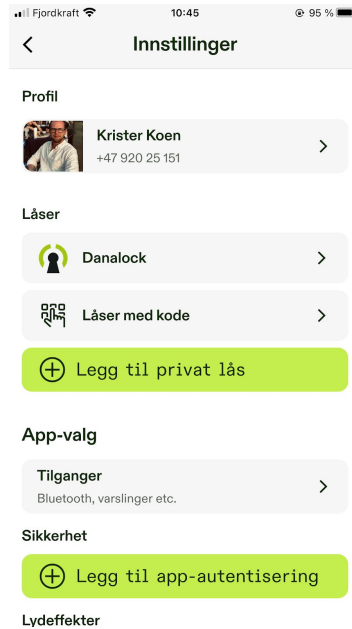 Fjordkraft 10:45 95 %
Innstillinger
Profil
Krister Koen
+47 920 25 151
Låser
Danalock
Låser med kode
Legg til privat lås
App-valg
Tilganger
Bluetooth, varslinger etc.
Sikkerhet
Legg til app-autentisering
Lydeffekter